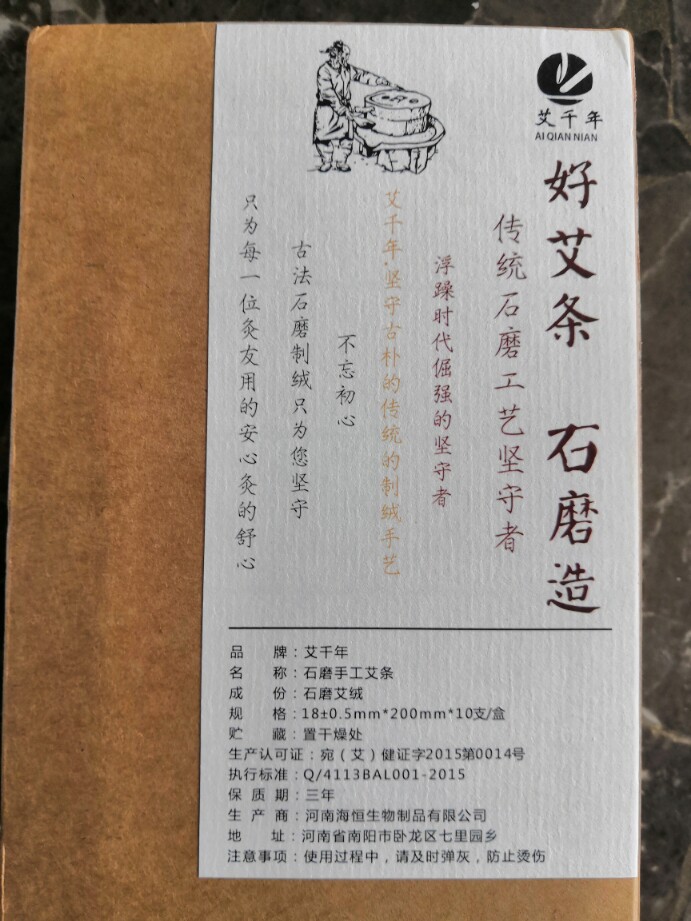 艾千年
AI QIAN NIAN
好艾条 石磨造
传统石磨工艺坚守者
浮躁时代倔强的坚守者
艾千年·坚守古朴的传统的制绒手艺
不忘初心
古法石磨制绒只为您坚守
只为每一位灸友用的安心灸的舒心
品 牌：艾千年
名 称：石磨手工艾条
成 份：石磨艾绒
规 格：18±0.5mm*200mm*10支/盒
贮 藏：置干燥处
生产认可证：宛（艾）健证字2015第0014号
执行标准：Q/4113BAL001-2015
保 质 期：三年
生 产 商：河南海恒生物制品有限公司
地 址：河南省南阳市卧龙区七里园乡
注意事项：使用过程中，请及时弹灰，防止烫伤